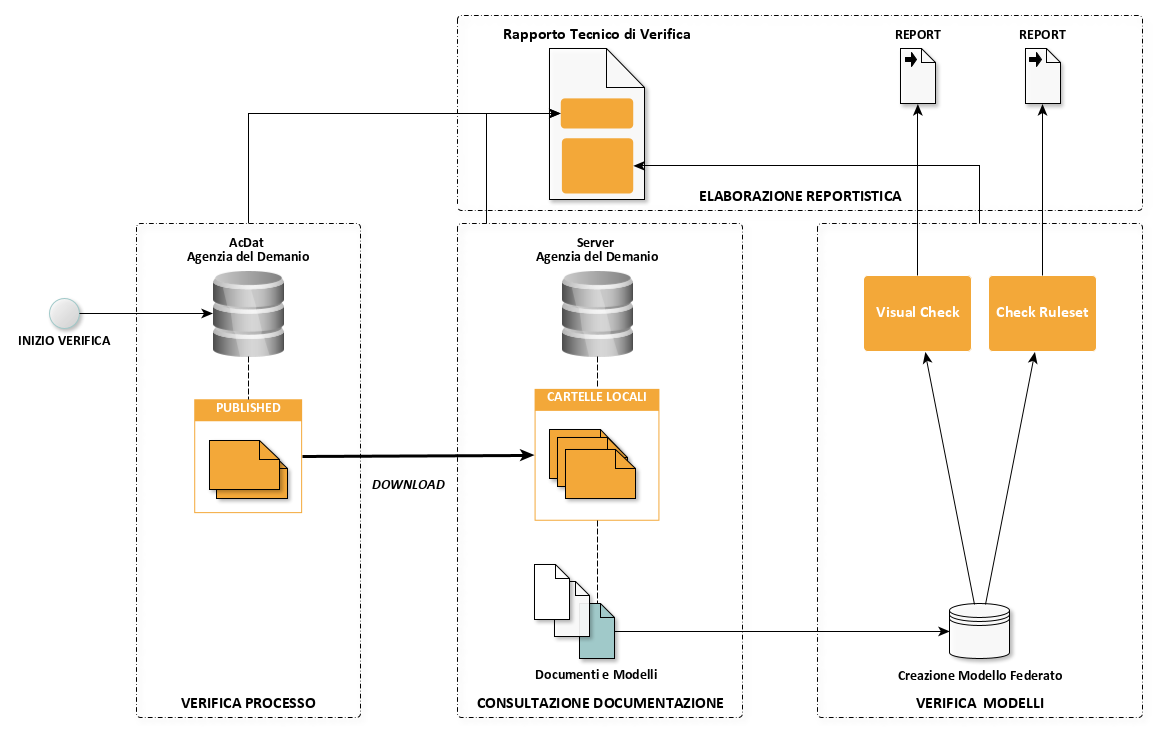 Rapporto Tecnico di Verifica
REPORT
REPORT
ELABORAZIONE REPORTISTICA
AcDat
Agenzia del Demanio
Server
Agenzia del Demanio
INIZIO VERIFICA
Visual Check
Check Ruleset
PUBLISHED
CARTELLE LOCALI
DOWNLOAD
Documenti e Modelli
Creazione Modello Federato
VERIFICA PROCESSO
CONSULTAZIONE DOCUMENTAZIONE
VERIFICA MODELLI